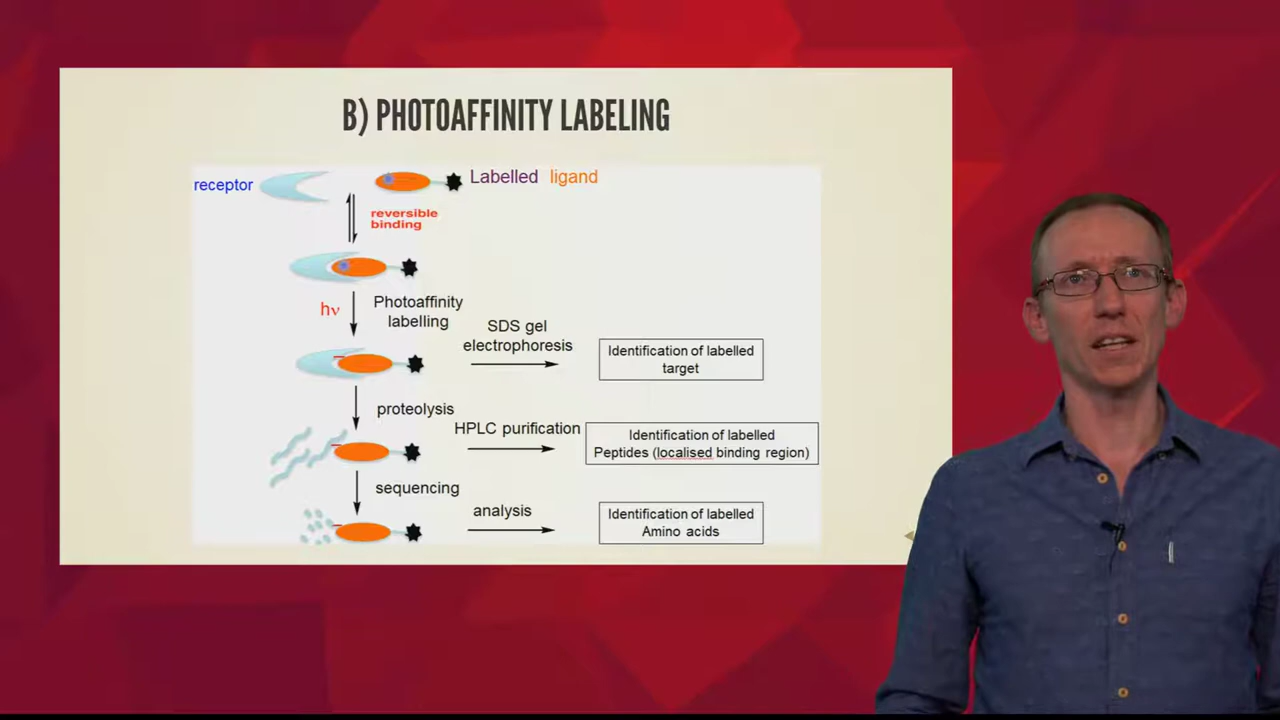 B) PHOTOAFFINITY LABELING
receptor
Labelled ligand
reversible
binding
hν
Photoaffinity
labelling
SDS gel
electrophoresis
Identification of labelled
target
proteolysis
HPLC purification
Identification of labelled
Peptides (localised binding region)
sequencing
analysis
Identification of labelled
Amino acids